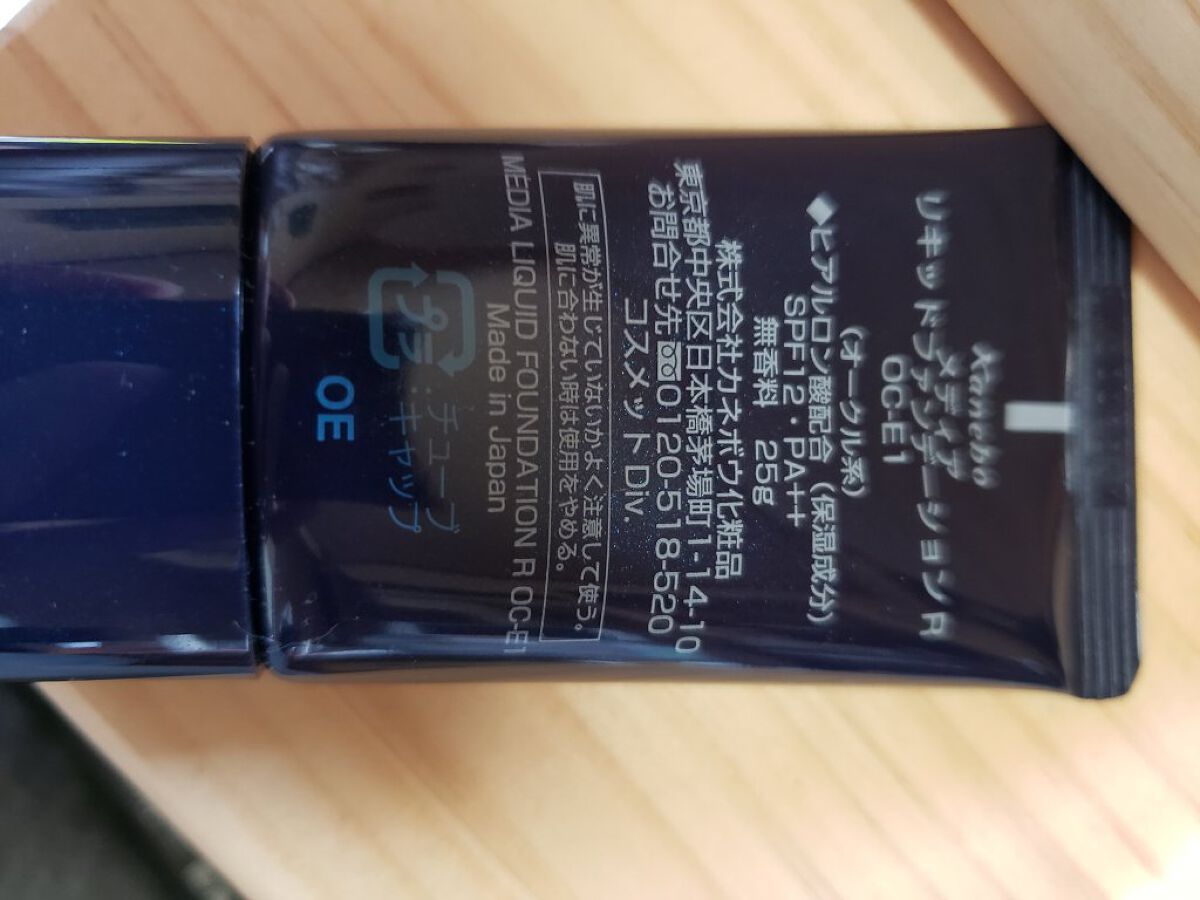 Kanebo
メディア
リキッドファンデーションR
OC-E1
(オークル系)
◆ヒアルロン酸配合(保湿成分)
SPF12・PA++
無香料 25g
株式会社カネボウ化粧品
東京都中央区日本橋茅場町1-14-10
お問合せ先 0120-518-520
コスメットDiv.
肌に異常が生じていないかよく注意して使う。
肌に合わない時は使用をやめる。
MEDIA LIQUID FOUNDATION R OC-E1
Made in Japan
プラ :チューブ
キャップ
OE